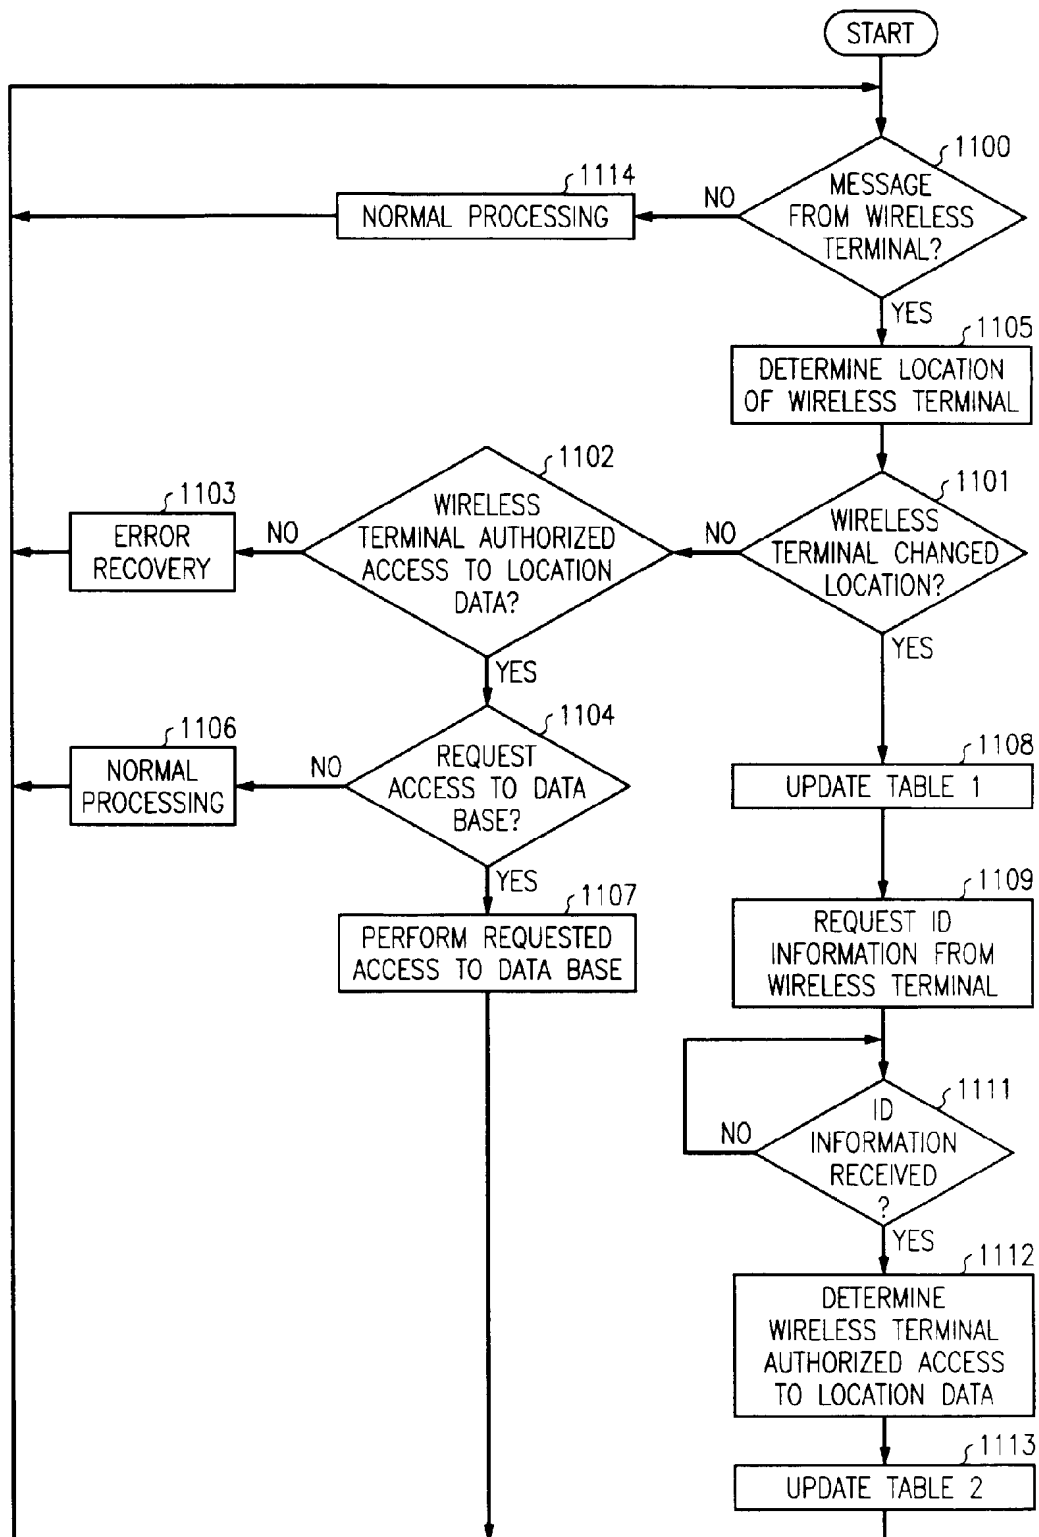 START
1100
MESSAGE
FROM WIRELESS
TERMINAL?
NO
1114
NORMAL PROCESSING
YES
1105
DETERMINE LOCATION
OF WIRELESS TERMINAL
1101
WIRELESS
TERMINAL CHANGED
LOCATION?
NO
1102
WIRELESS
TERMINAL AUTHORIZED
ACCESS TO LOCATION
DATA?
NO
1103
ERROR
RECOVERY
YES
1104
REQUEST
ACCESS TO DATA
BASE?
NO
1106
NORMAL
PROCESSING
YES
1107
PERFORM REQUESTED
ACCESS TO DATA BASE
YES
1108
UPDATE TABLE 1
1109
REQUEST ID
INFORMATION FROM
WIRELESS TERMINAL
1111
ID
INFORMATION
RECEIVED
?
NO
YES
1112
DETERMINE
WIRELESS TERMINAL
AUTHORIZED ACCESS
TO LOCATION DATA
1113
UPDATE TABLE 2